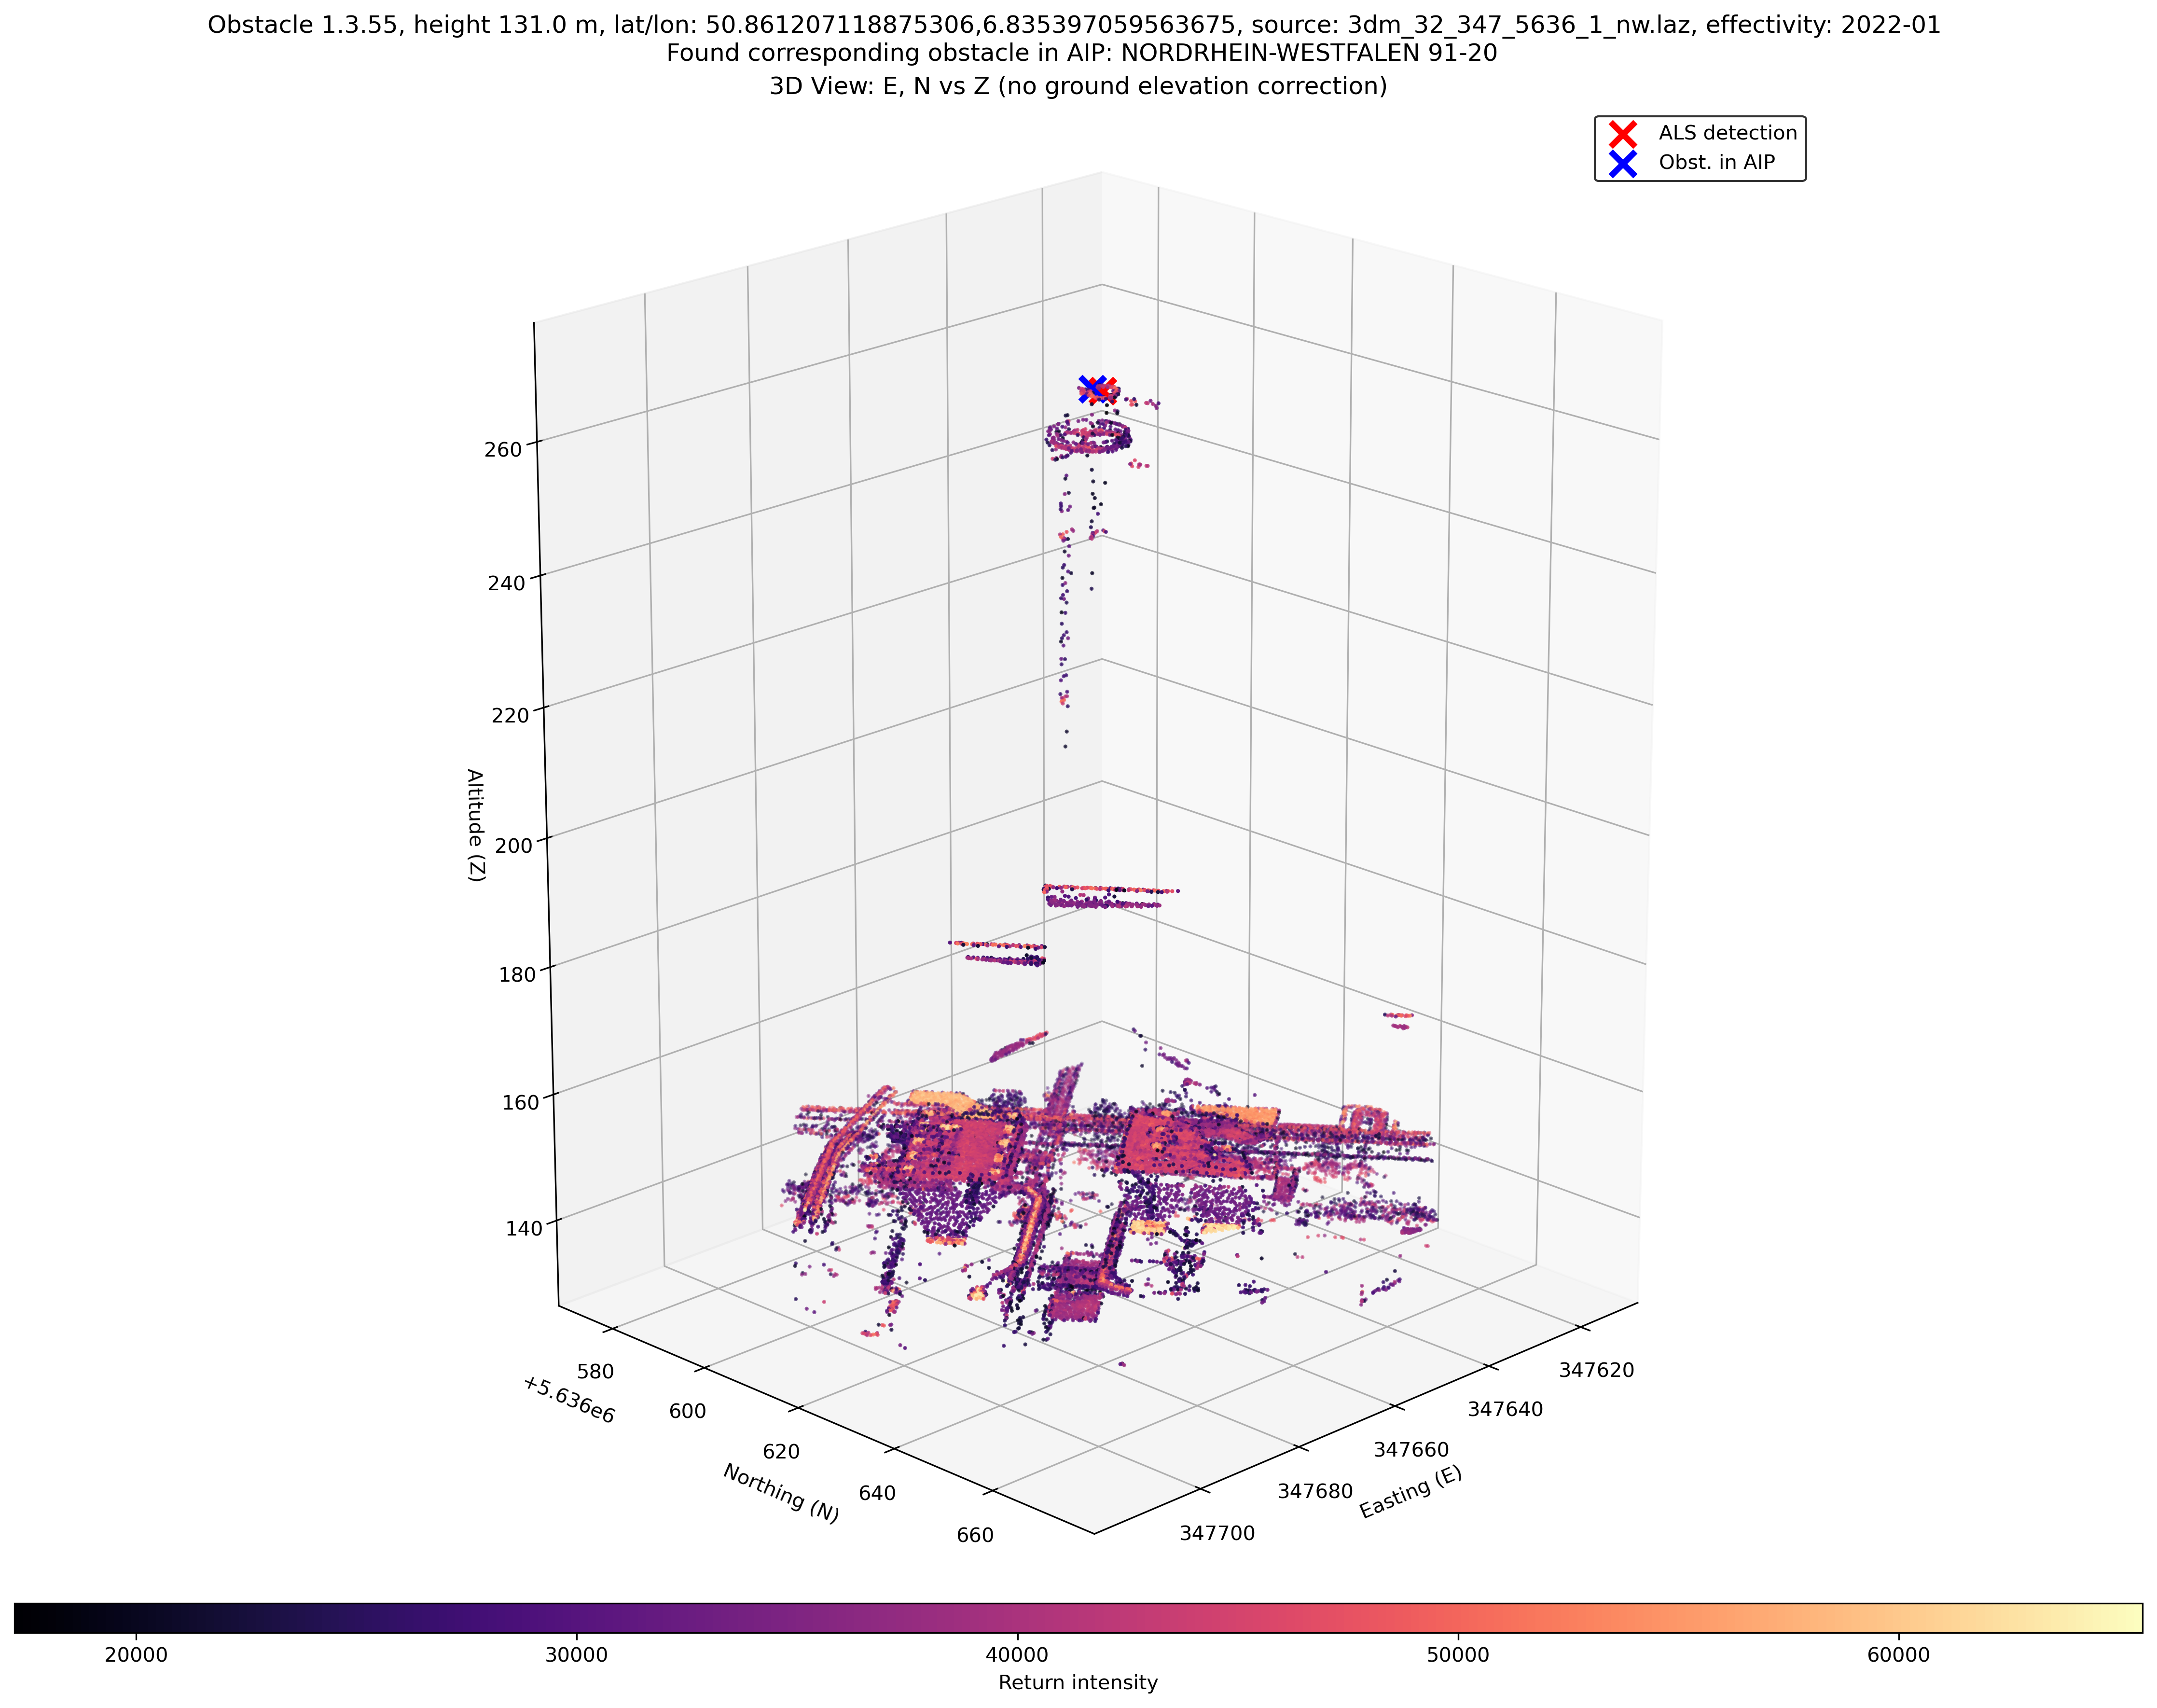 Obstacle 1.3.55, height 131.0 m, lat/lon: 50.861207118875306,6.835397059563675, source: 3dm_32_347_5636_1_nw.laz, effectivity: 2022-01
Found corresponding obstacle in AIP: NORDRHEIN-WESTFALEN 91-20
3D View: E, N vs Z (no ground elevation correction)
ALS detection
Obst. in AIP
260
240
220
200
180
160
140
Altitude (Z)
580
600
620
640
660
+5.636e6
Northing (N)
347620
347640
347660
347680
347700
Easting (E)
20000
30000
40000
50000
60000
Return intensity